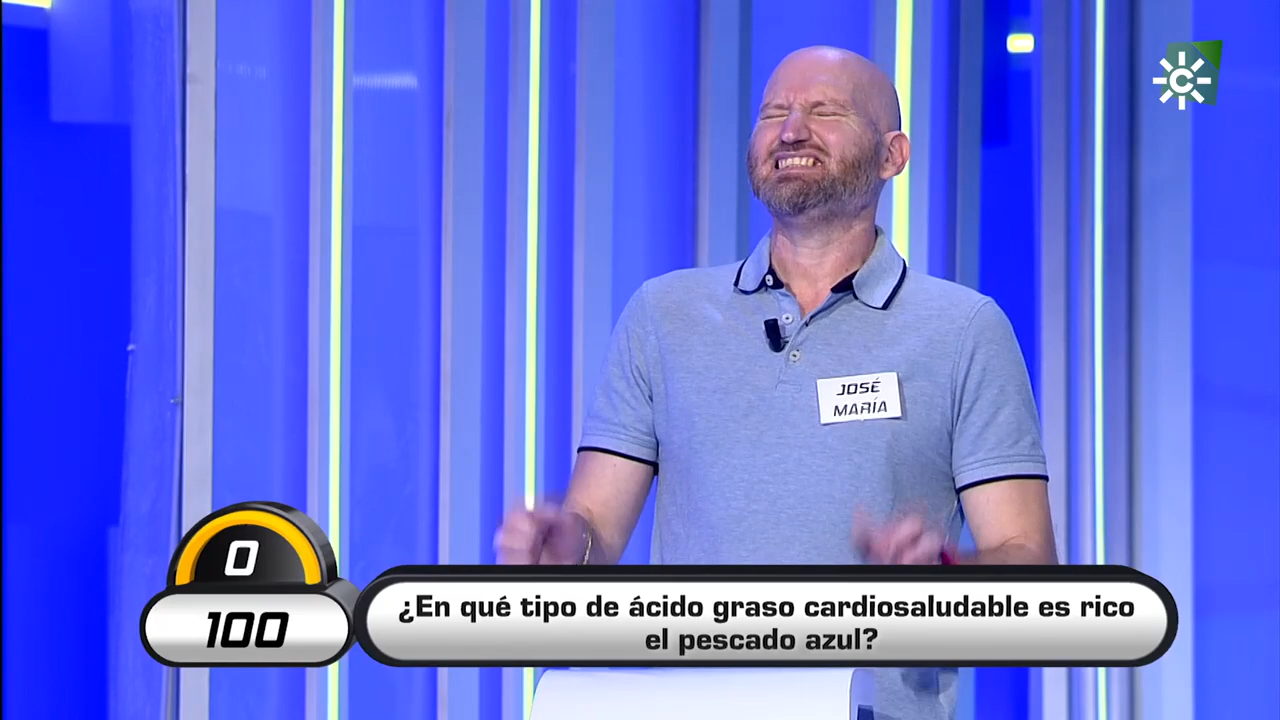 C
JOSÉ
MARÍA
0
100
¿En qué tipo de ácido graso cardiosaludable es rico
el pescado azul?